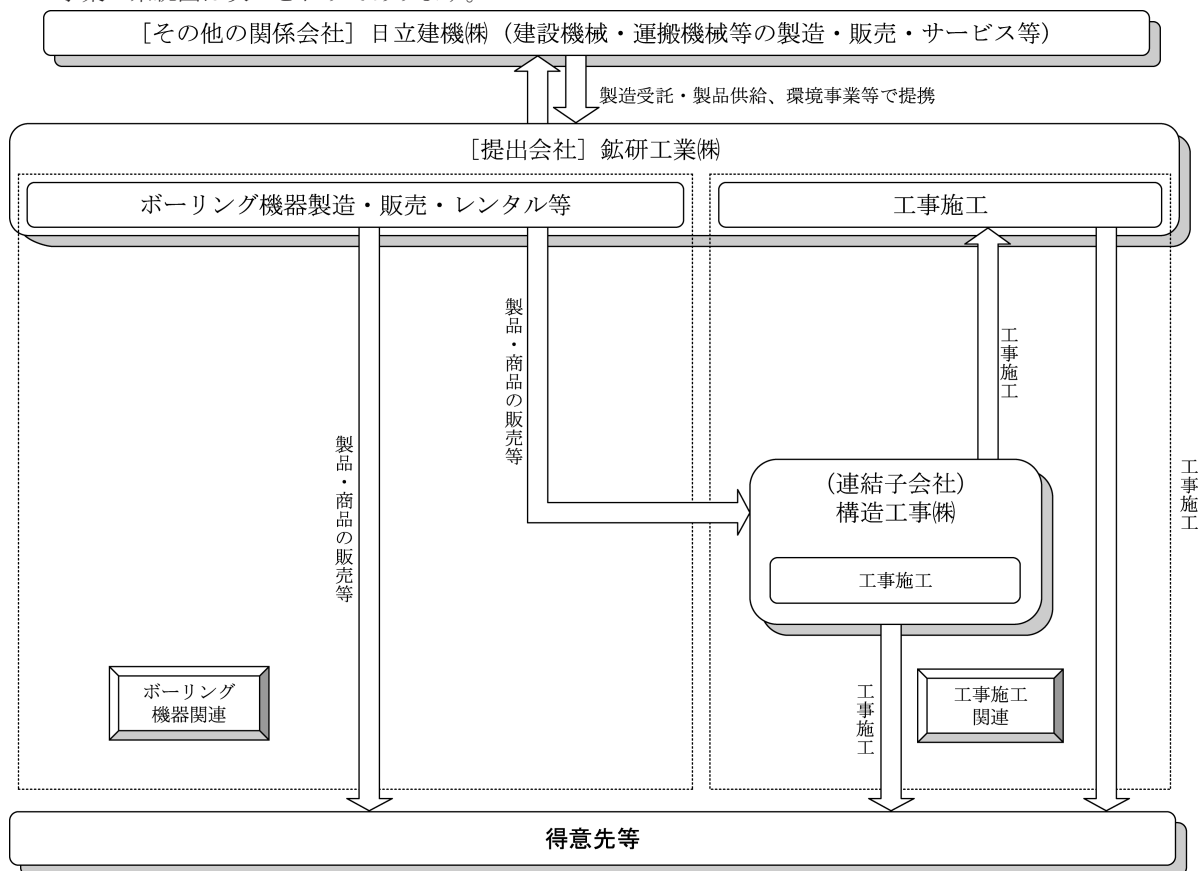 [その他の関係会社] 日立建機㈱（建設機械・運搬機械等の製造・販売・サービス等）
製造受託・製品供給、環境事業等で提携
[提出会社] 鉱研工業㈱
ボーリング機器製造・販売・レンタル等
工事施工
製品・商品の販売等
製品・商品の販売等
工事施工
工事施工
(連結子会社)
構造工事㈱
工事施工
工事施工
ボーリング
機器関連
工事施工
関連
得意先等